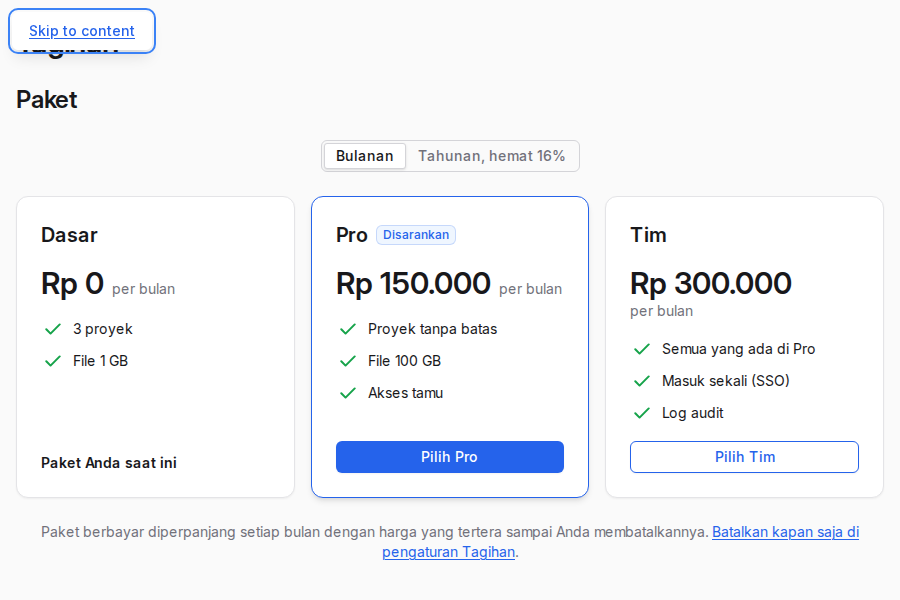 Skip to content
Paket
Bulanan
Tahunan, hemat 16%
Dasar
Rp 0 per bulan
3 proyek
File 1 GB
Paket Anda saat ini
Pro
Disarankan
Rp 150.000 per bulan
Proyek tanpa batas
File 100 GB
Akses tamu
Pilih Pro
Tim
Rp 300.000
per bulan
Semua yang ada di Pro
Masuk sekali (SSO)
Log audit
Pilih Tim
Paket berbayar diperpanjang setiap bulan dengan harga yang tertera sampai Anda membatalkannya. Batalkan kapan saja di
pengaturan Tagihan.